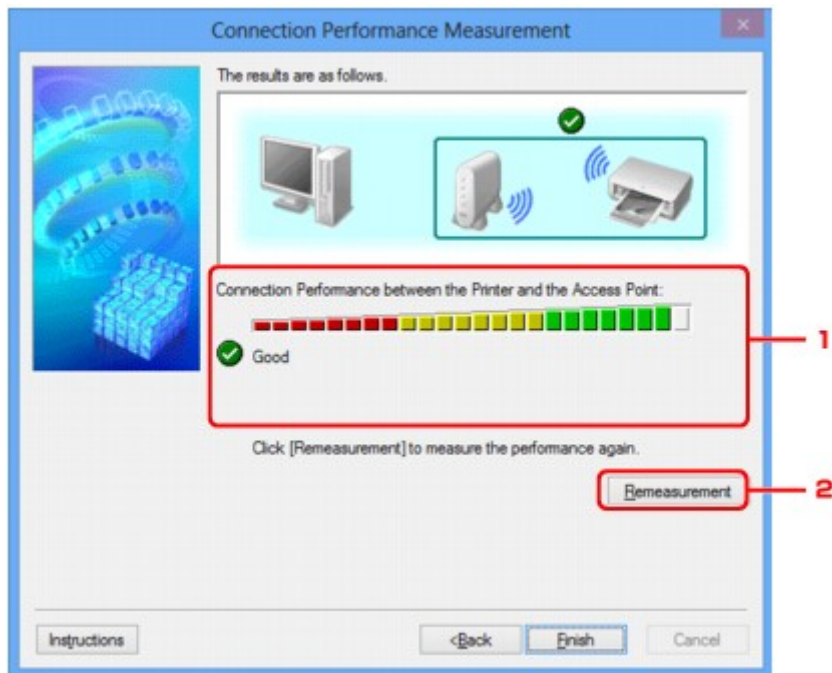 Connection Performance Measurement
The results are as follows.
Connection Performance between the Printer and the Access Point:
1
Good
Click [Remeasurement] to measure the performance again.
Remeasurement
2
Instructions
<Back
Finish
Cancel